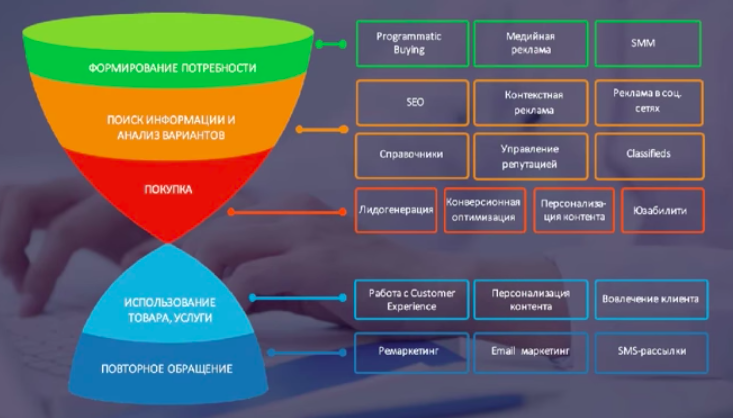 ФОРМИРОВАНИЕ ПОТРЕБНОСТИ
Programmatic
Buying
Медийная
реклама
SMM
ПОИСК ИНФОРМАЦИИ И
АНАЛИЗ ВАРИАНТОВ
SEO
Контекстная
реклама
Реклама в соц.
сетях
Справочники
Управление
репутацией
Classifieds
ПОКУПКА
Лидогенерация
Конверсионная
оптимизация
Персонализа-
ция контента
Юзабилити
ИСПОЛЬЗОВАНИЕ
ТОВАРА, УСЛУГИ
Работа с Customer
Experience
Персонализация
контента
Вовлечение клиента
ПОВТОРНОЕ ОБРАЩЕНИЕ
Ремаркетинг
Email маркетинг
SMS-рассылки